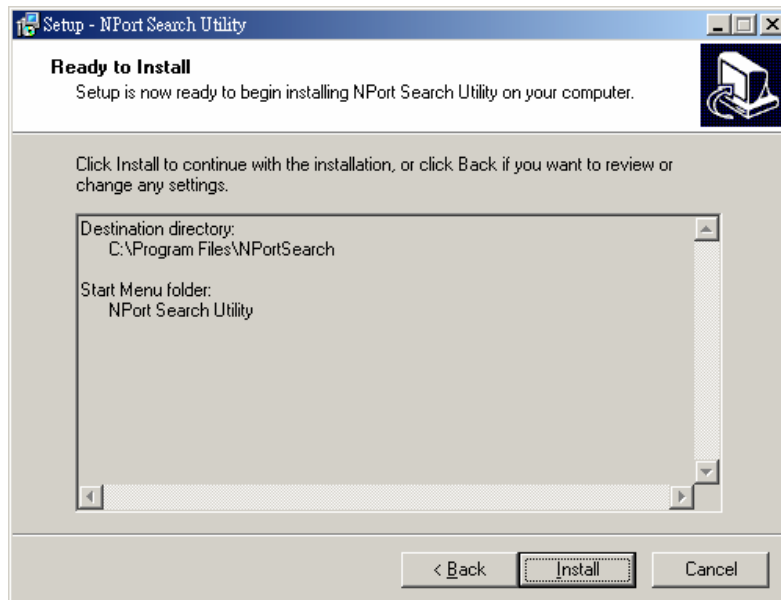 Setup - NPort Search Utility
Ready to Install
Setup is now ready to begin installing NPort Search Utility on your computer.
Click Install to continue with the installation, or click Back if you want to review or
change any settings.
Destination directory:
C:\Program Files\NPortSearch
Start Menu folder:
NPort Search Utility
< Back
Install
Cancel